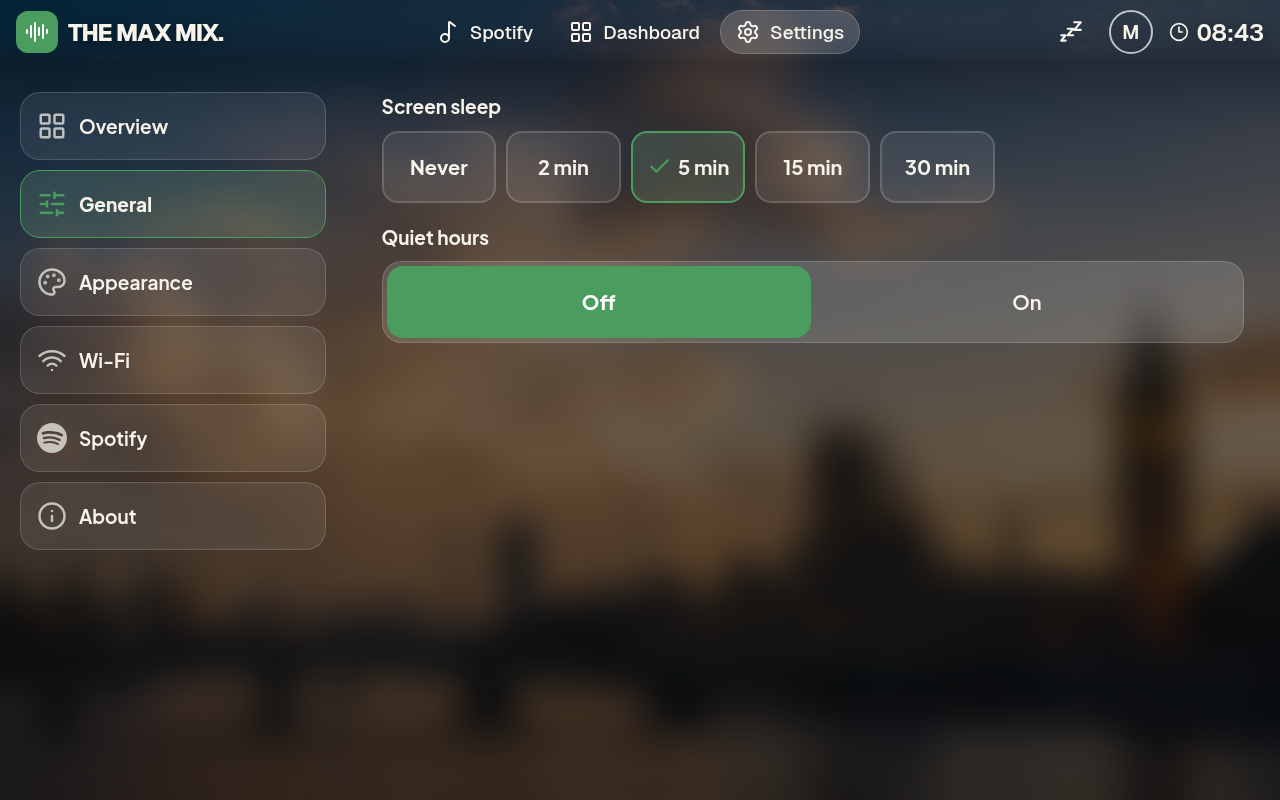 THE MAX MIX.
Spotify
Dashboard
Settings
M
08:43
Overview
General
Appearance
Wi-Fi
Spotify
About
Screen sleep
Never
2 min
5 min
15 min
30 min
Quiet hours
Off
On